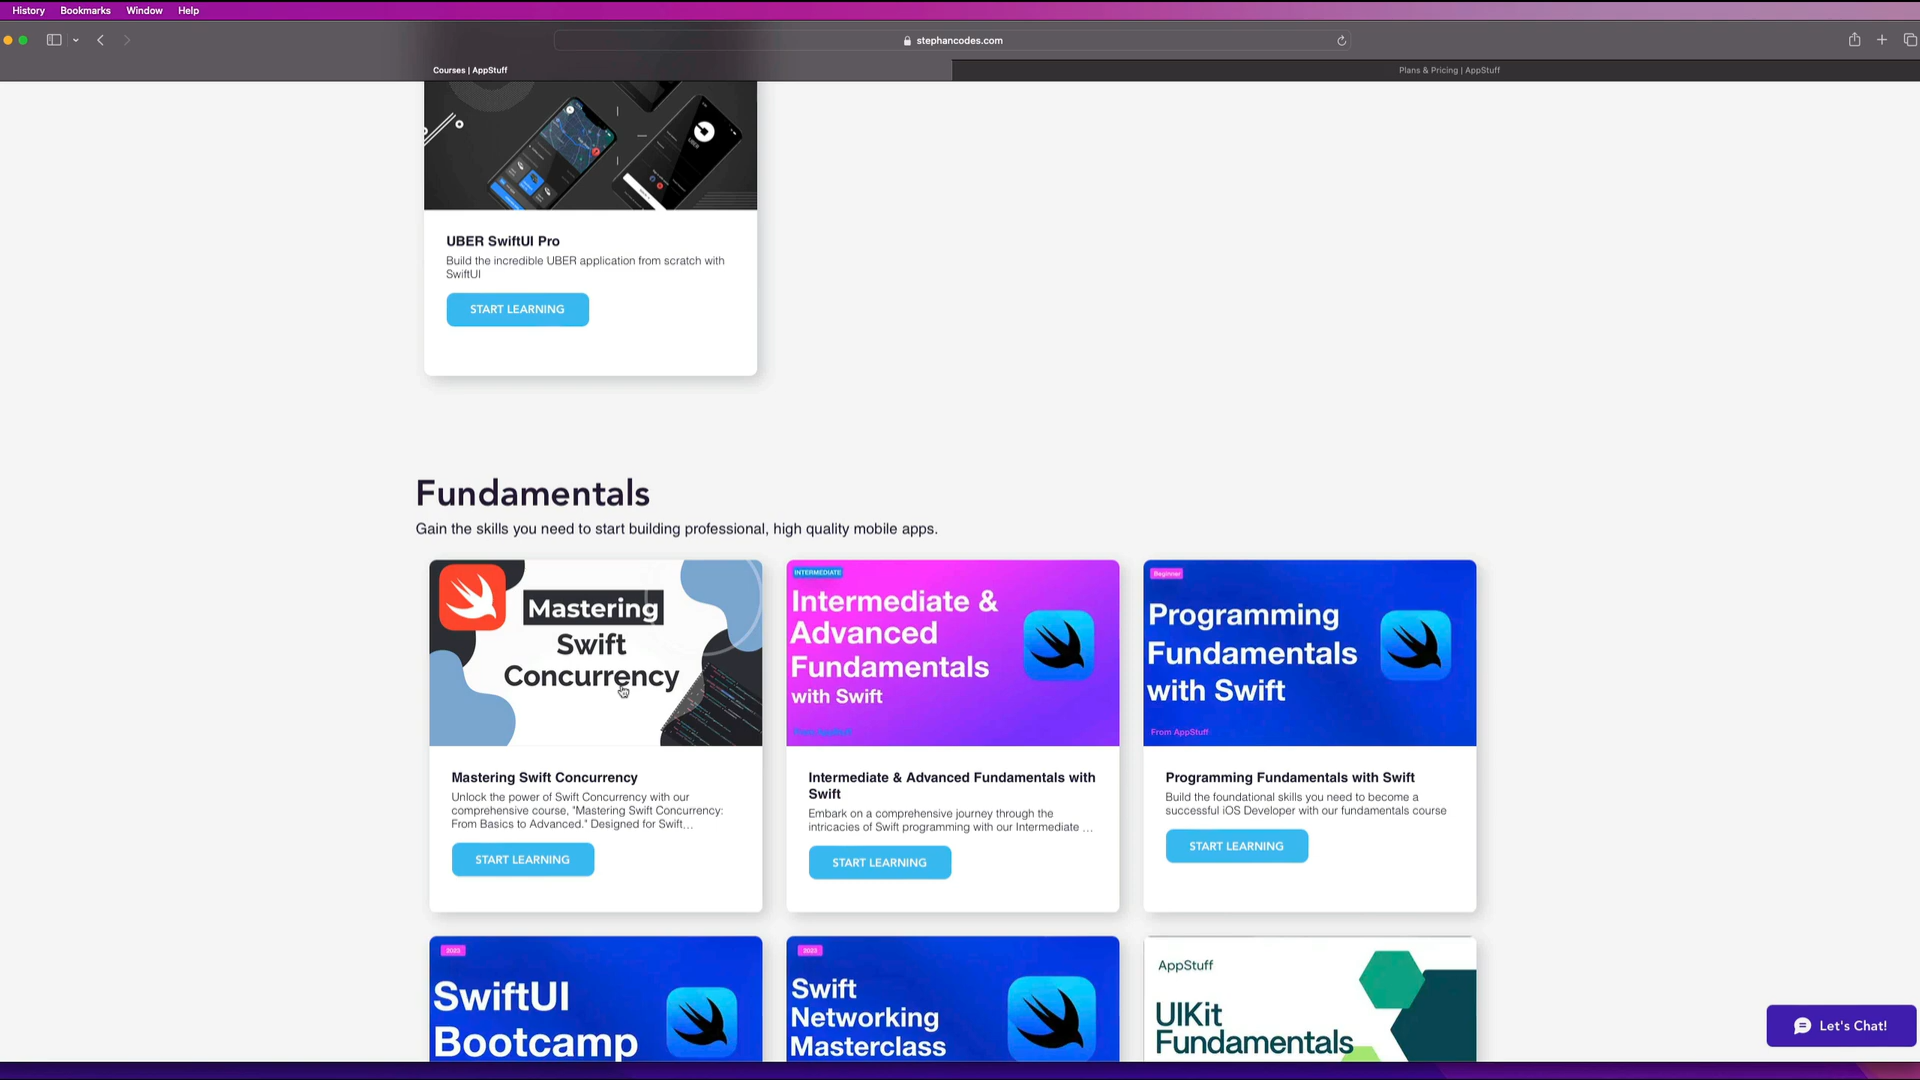 History Bookmarks Window Help
stephancodes.com
Courses | AppStuff
Plans & Pricing | AppStuff
UBER
UBER SwiftUI Pro
Build the incredible UBER application from scratch with
SwiftUI
START LEARNING
Fundamentals
Gain the skills you need to start building professional, high quality mobile apps.
Mastering
Swift
Concurrency
Mastering Swift Concurrency
Unlock the power of Swift Concurrency with our
comprehensive course, "Mastering Swift Concurrency:
From Basics to Advanced." Designed for Swift...
START LEARNING
INTERMEDIATE
Intermediate &
Advanced
Fundamentals
with Swift
From AppStuff
Intermediate & Advanced Fundamentals with
Swift
Embark on a comprehensive journey through the
intricacies of Swift programming with our Intermediate ...
START LEARNING
Beginner
Programming
Fundamentals
with Swift
From AppStuff
Programming Fundamentals with Swift
Build the foundational skills you need to become a
successful iOS Developer with our fundamentals course
START LEARNING
2023
SwiftUI
Bootcamp
2023
Swift
Networking
Masterclass
AppStuff
UIKit
Fundamentals
Let's Chat!